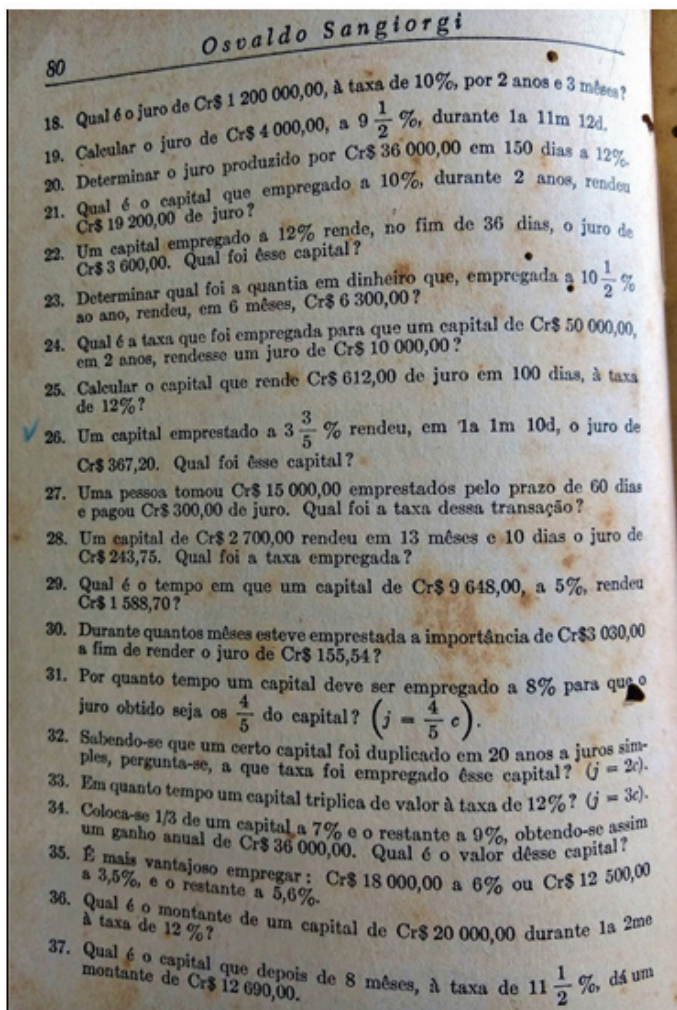 80
Osvaldo Sangiorgi
18. Qual é o juro de Cr$ 1 200 000,00, à taxa de 10%, por 2 anos e 3 mêses?
19. Calcular o juro de Cr$ 4 000,00, a 9 1/2 %, durante 1a 11m 12d.
20. Determinar o juro produzido por Cr$ 36 000,00 em 150 dias a 12%.
21. Qual é o capital que empregado a 10%, durante 2 anos, rendeu
Cr$ 19 200,00 de juro?
22. Um capital empregado a 12% rende, no fim de 36 dias, o juro de
Cr$ 3 600,00. Qual foi êsse capital?
23. Determinar qual foi a quantia em dinheiro que, empregada a 10 1/2 %
ao ano, rendeu, em 6 mêses, Cr$ 6 300,00?
24. Qual é a taxa que foi empregada para que um capital de Cr$ 50 000,00,
em 2 anos, rendesse um juro de Cr$ 10 000,00?
25. Calcular o capital que rende Cr$ 612,00 de juro em 100 dias, à taxa
de 12%?
26. Um capital emprestado a 3 3/5 % rendeu, em 1a 1m 10d, o juro de
Cr$ 367,20. Qual foi êsse capital?
27. Uma pessoa tomou Cr$ 15 000,00 emprestados pelo prazo de 60 dias
e pagou Cr$ 300,00 de juro. Qual foi a taxa dessa transação?
28. Um capital de Cr$ 2 700,00 rendeu em 13 mêses e 10 dias o juro de
Cr$ 243,75. Qual foi a taxa empregada?
29. Qual é o tempo em que um capital de Cr$ 9 648,00, a 5%, rendeu
Cr$ 1 588,70?
30. Durante quantos mêses esteve emprestada a importância de Cr$3 030,00
a fim de render o juro de Cr$ 155,54?
31. Por quanto tempo um capital deve ser empregado a 8% para que o
juro obtido seja os 4/5 do capital? (j = 4/5 c).
32. Sabendo-se que um certo capital foi duplicado em 20 anos a juros sim-
ples, pergunta-se, a que taxa foi empregado êsse capital? (j = 2c).
33. Em quanto tempo um capital triplica de valor à taxa de 12%? (j = 3c).
34. Coloca-se 1/3 de um capital a 7% e o restante a 9%, obtendo-se assim
um ganho anual de Cr$ 36 000,00. Qual é o valor dêsse capital?
35. É mais vantajoso empregar: Cr$ 18 000,00 a 6% ou Cr$ 12 500,00
a 3,5%, e o restante a 5,6%.
36. Qual é o montante de um capital de Cr$ 20 000,00 durante 1a 2me
à taxa de 12 %?
37. Qual é o capital que depois de 8 mêses, à taxa de 11 1/2 %, dá um
montante de Cr$ 12 690,00.